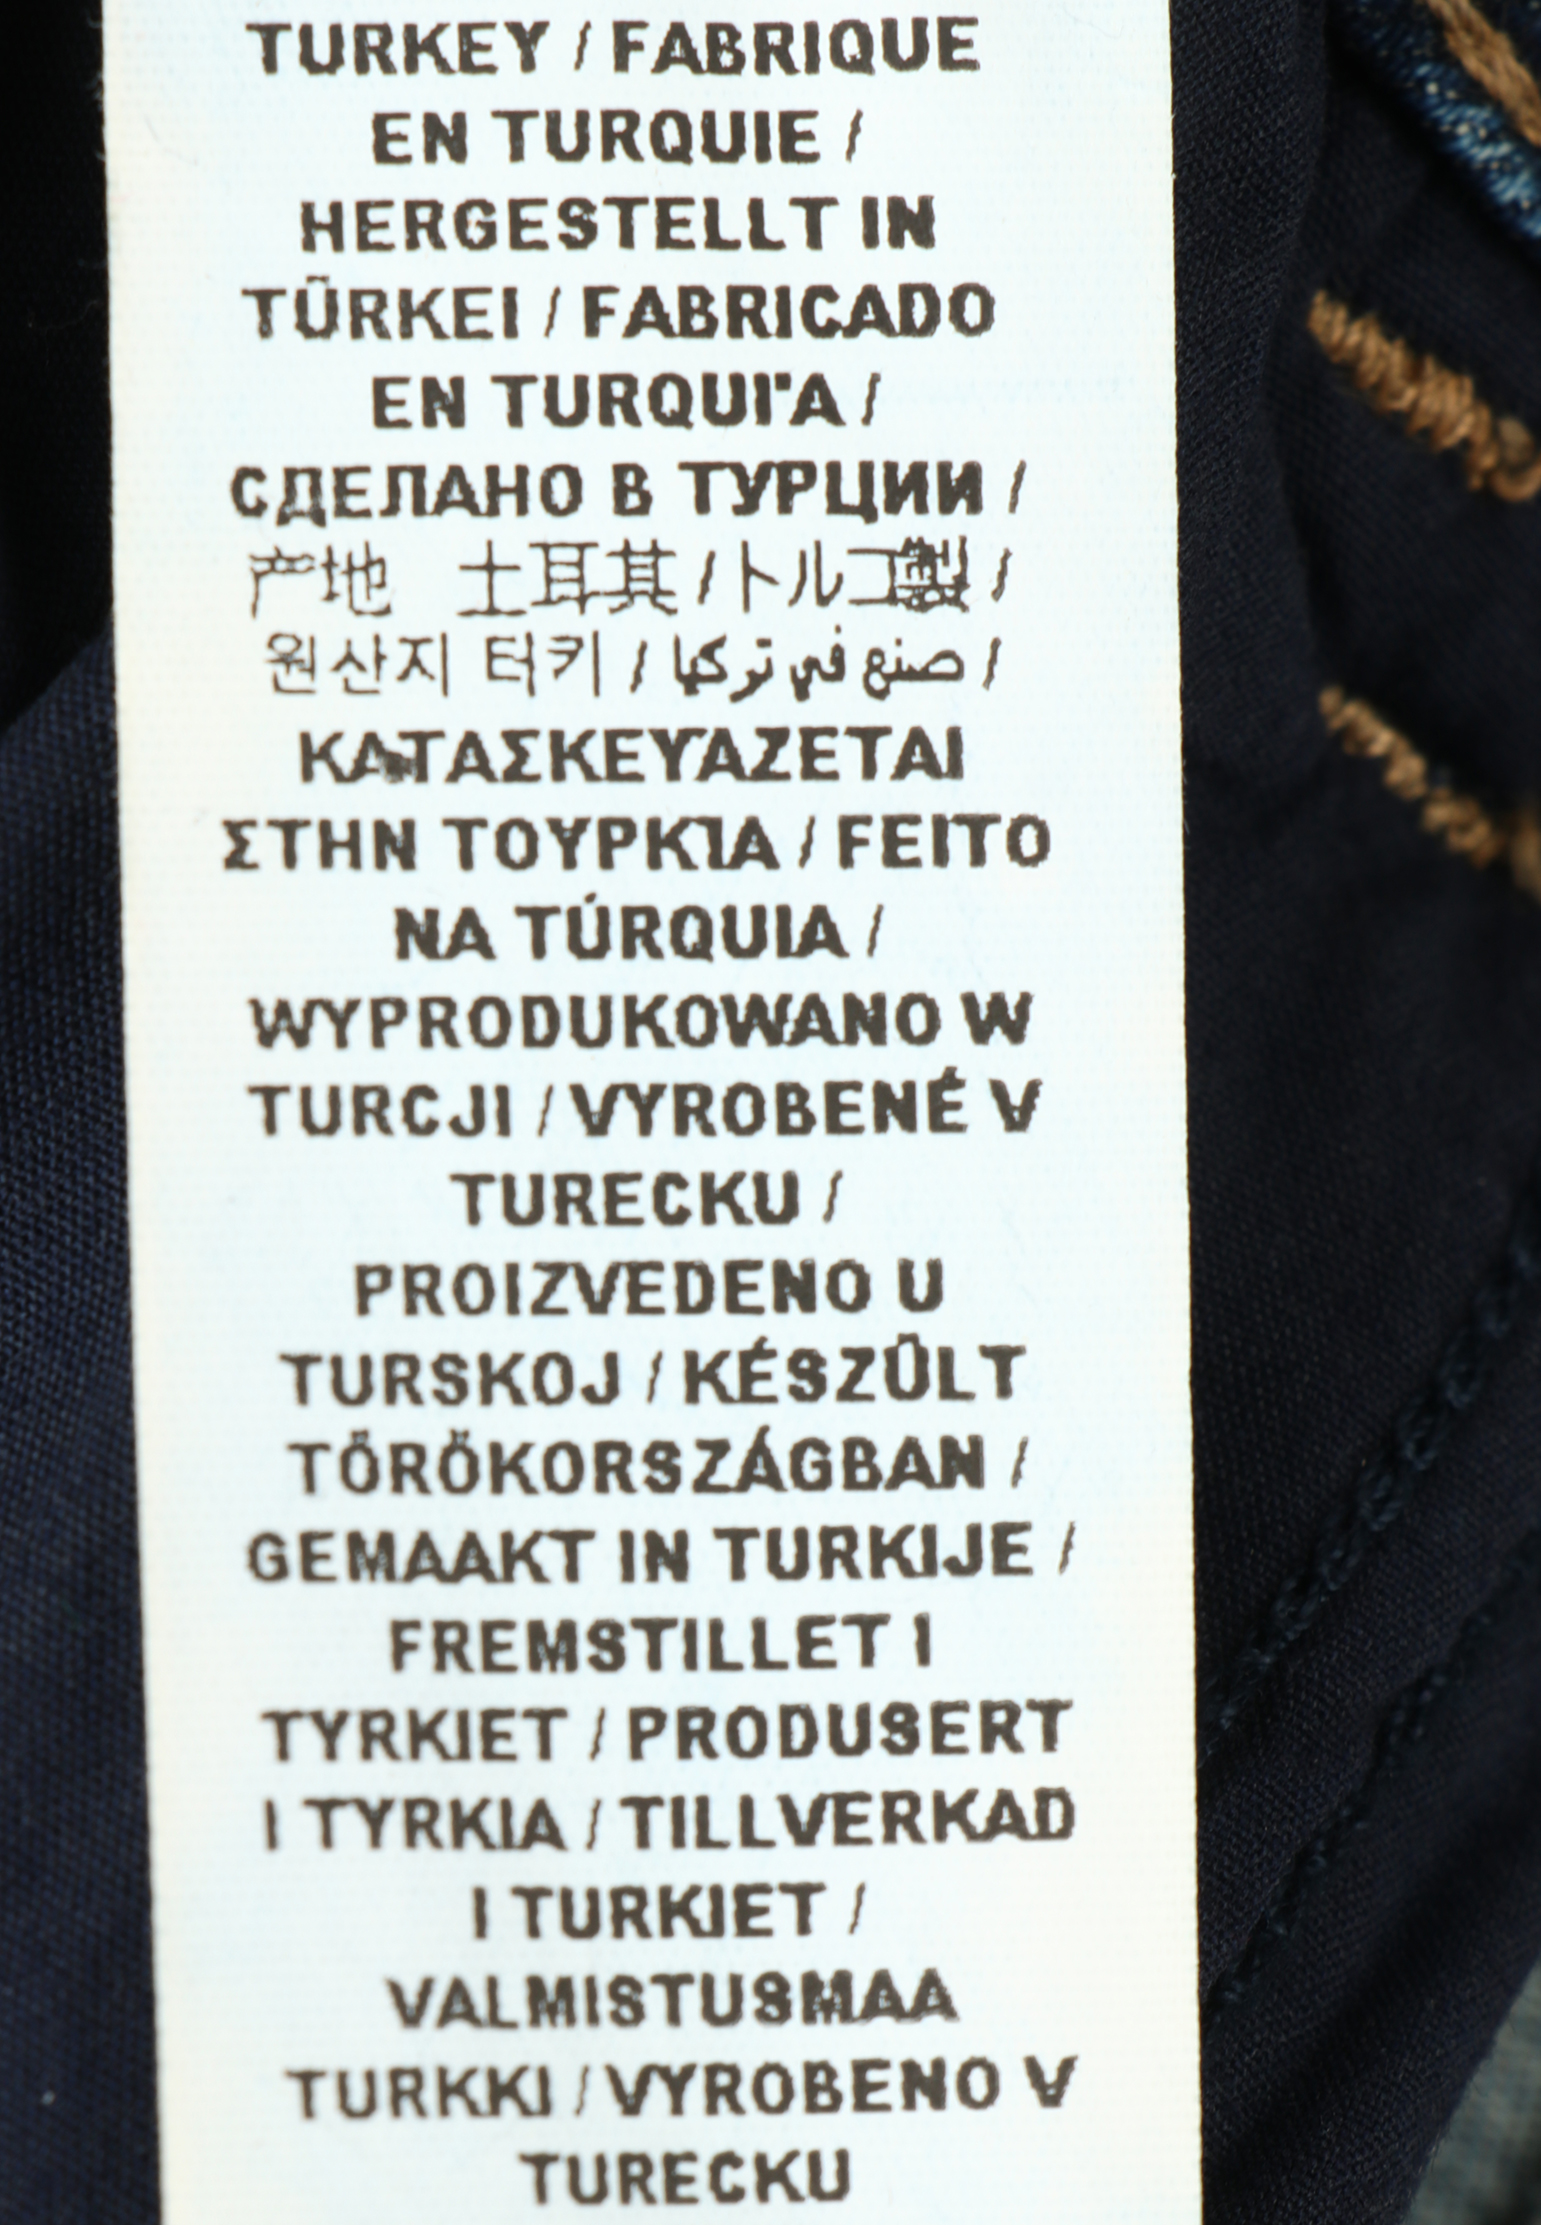 TURKEY / FABRIQUE
EN TURQUIE /
HERGESTELLT IN
TÜRKEI / FABRICADO
EN TURQUI'A /
СДЕЛАНО В ТУРЦИИ /
产地 土耳其 / トルコ製 /
원산지 터키 / صنع في تركيا /
ΚΑΤΑΣΚΕΥΑΖΕΤΑΙ
ΣΤΗΝ ΤΟΥΡΚΊΑ / FEITO
NA TÚRQUIA /
WYPRODUKOWANO W
TURCJI / VYROBENÉ V
TURECKU /
PROIZVEDENO U
TURSKOJ / KÉSZÜLT
TÖRÖKORSZÁGBAN /
GEMAAKT IN TURKIJE /
FREMSTILLET I
TYRKIET / PRODUSERT
I TYRKIA / TILLVERKAD
I TURKIET /
VALMISTUSMAA
TURKKI / VYROBENO V
TURECKU